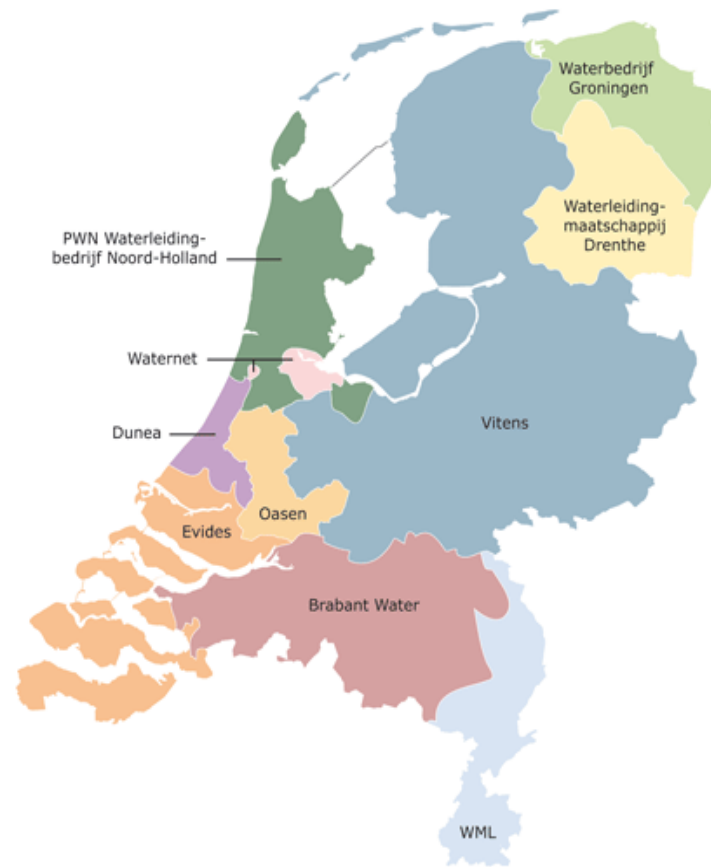 Waterbedrijf
Groningen
Waterleiding-
maatschappij
Drenthe
PWN Waterleiding-
bedrijf Noord-Holland
Waternet
Vitens
Dunea
Oasen
Evides
Brabant Water
WML